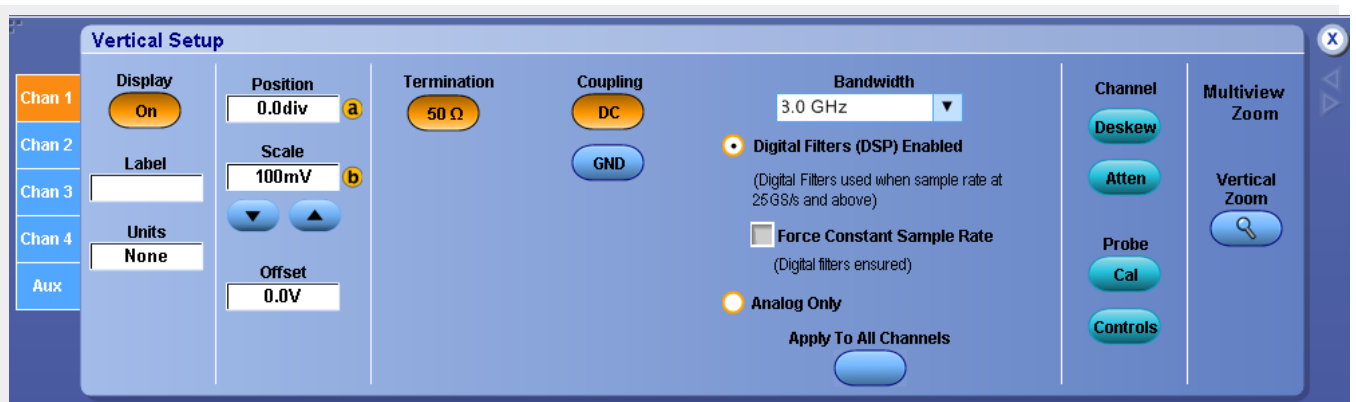 Vertical Setup
X
Chan 1
Chan 2
Chan 3
Chan 4
Aux
Display
On
Label
Units
None
Position
0.0div
a
Scale
100mV
b
Offset
0.0V
Termination
50 Ω
Coupling
DC
GND
Bandwidth
3.0 GHz
Digital Filters (DSP) Enabled
(Digital Filters used when sample rate at
25GS/s and above)
Force Constant Sample Rate
(Digital filters ensured)
Analog Only
Apply To All Channels
Channel
Deskew
Atten
Probe
Cal
Controls
Multiview
Zoom
Vertical
Zoom